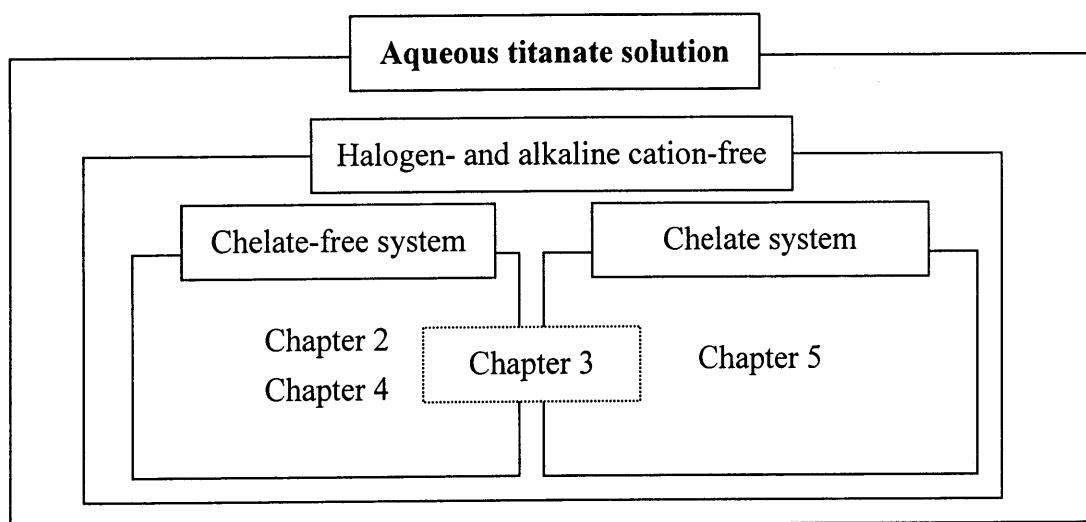 Aqueous titanate solution
Halogen- and alkaline cation-free
Chelate-free system
Chelate system
Chapter 2
Chapter 4
Chapter 3
Chapter 5